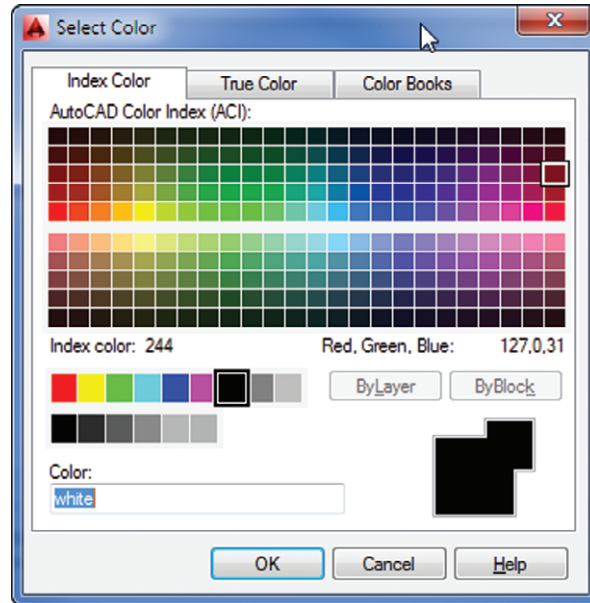 Select Color
Index Color True Color Color Books
AutoCAD Color Index (ACI):
Index color: 244 Red, Green, Blue: 127,0,31
ByLayer ByBlock
Color:
white
OK Cancel Help